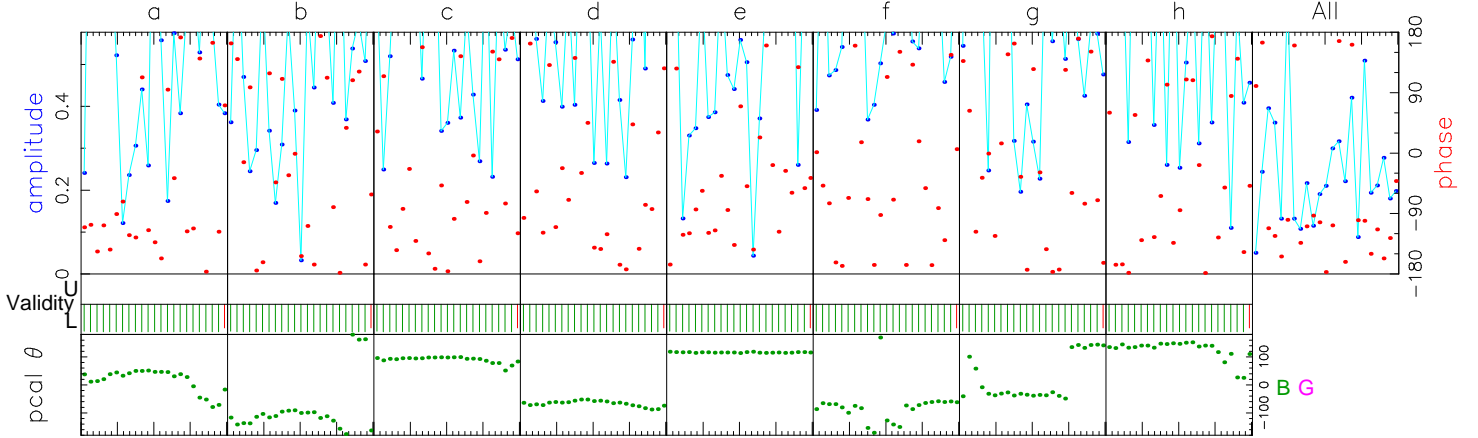 a b c d e f g h All
amplitude
0 0.2 0.4
phase
180 90 0 −90 −180
Validity
U
L
pcal θ
100 0 −100
B G